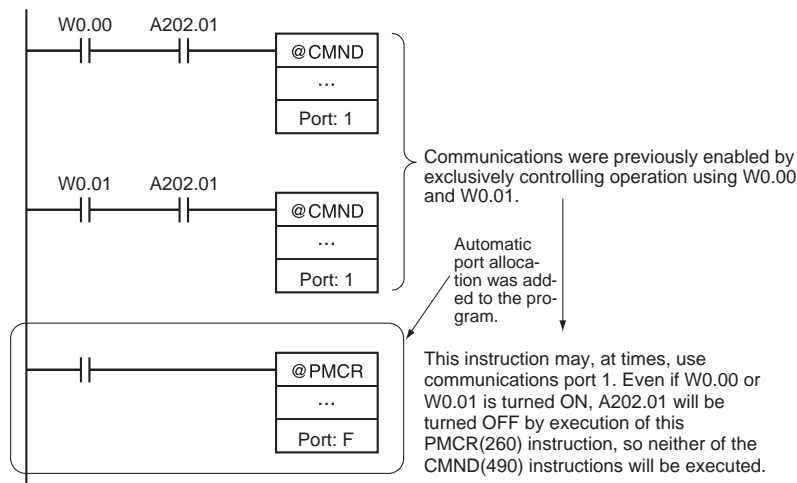 W0.00 A202.01
@CMND
...
Port: 1
W0.01 A202.01
@CMND
...
Port: 1
Communications were previously enabled by
exclusively controlling operation using W0.00
and W0.01.
Automatic
port alloca-
tion was add-
ed to the pro-
gram.
@PMCR
...
Port: F
This instruction may, at times, use
communications port 1. Even if W0.00 or
W0.01 is turned ON, A202.01 will be
turned OFF by execution of this
PMCR(260) instruction, so neither of the
CMND(490) instructions will be executed.